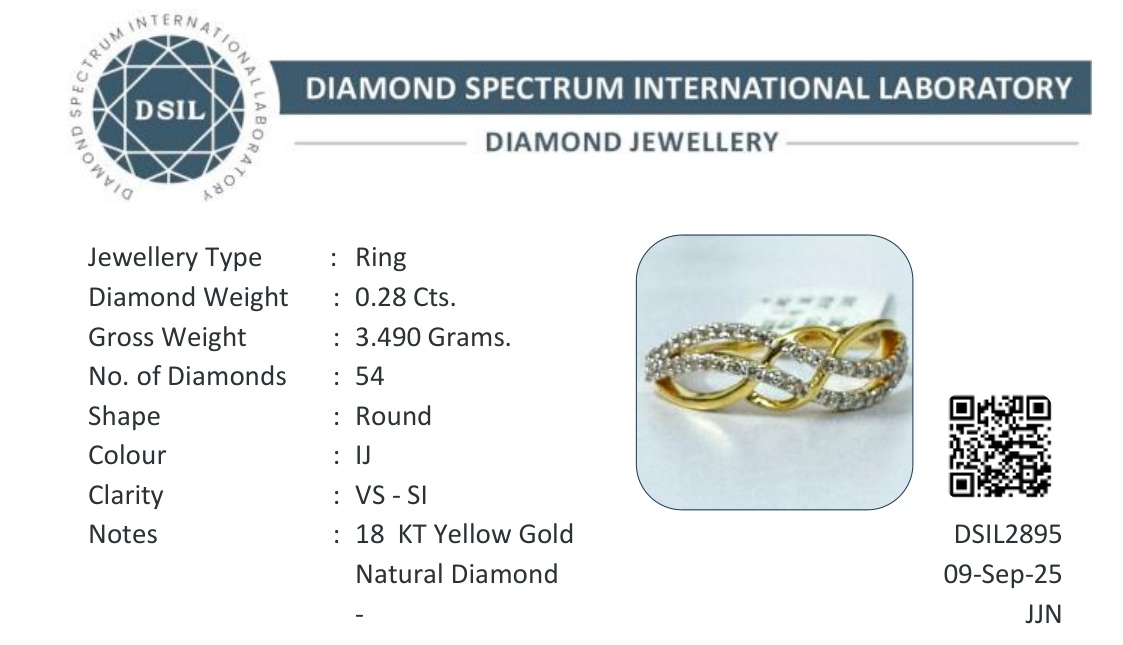 DIAMOND SPECTRUM INTERNATIONAL LABORATORY
DSIL
DIAMOND SPECTRUM INTERNATIONAL LABORATORY
DIAMOND JEWELLERY
Jewellery Type : Ring
Diamond Weight : 0.28 Cts.
Gross Weight : 3.490 Grams.
No. of Diamonds : 54
Shape : Round
Colour : IJ
Clarity : VS - SI
Notes : 18 KT Yellow Gold
Natural Diamond
-
DSIL2895
09-Sep-25
JJN